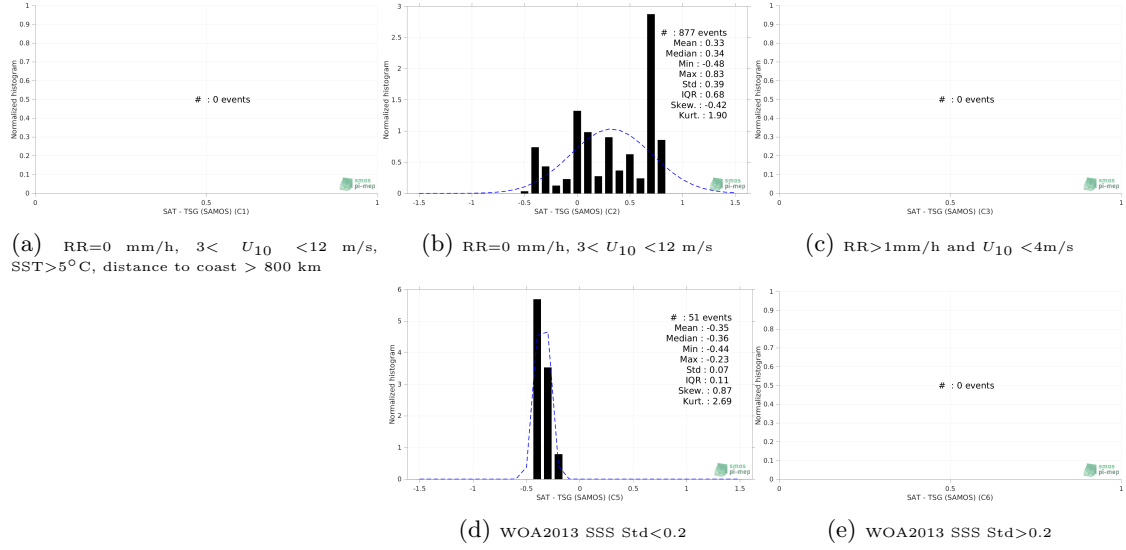 1
0.9
0.8
0.7
0.6
0.5
0.4
0.3
0.2
0.1
0
Normalized histogram
# : 0 events
smos
pi-mep
0 0.5 1
SAT - TSG (SAMOS) (C1)
(a) RR=0 mm/h, 3< U10 <12 m/s,
SST>5°C, distance to coast > 800 km
3
2.5
2
1.5
1
0.5
0
Normalized histogram
# : 877 events
Mean : 0.33
Median : 0.34
Min : -0.48
Max : 0.83
Std : 0.39
IQR : 0.68
Skew. : -0.42
Kurt. : 1.90
smos
pi-mep
-1.5 -1 -0.5 0 0.5 1 1.5
SAT - TSG (SAMOS) (C2)
(b) RR=0 mm/h, 3< U10 <12 m/s
1
0.9
0.8
0.7
0.6
0.5
0.4
0.3
0.2
0.1
0
Normalized histogram
# : 0 events
smos
pi-mep
0 0.5 1
SAT - TSG (SAMOS) (C3)
(c) RR>1mm/h and U10 <4m/s
6
5
4
3
2
1
0
Normalized histogram
# : 51 events
Mean : -0.35
Median : -0.36
Min : -0.44
Max : -0.23
Std : 0.07
IQR : 0.11
Skew. : 0.87
Kurt. : 2.69
smos
pi-mep
-1.5 -1 -0.5 0 0.5 1 1.5
SAT - TSG (SAMOS) (C5)
(d) WOA2013 SSS Std<0.2
1
0.9
0.8
0.7
0.6
0.5
0.4
0.3
0.2
0.1
0
Normalized histogram
# : 0 events
smos
pi-mep
0 0.5 1
SAT - TSG (SAMOS) (C6)
(e) WOA2013 SSS Std>0.2